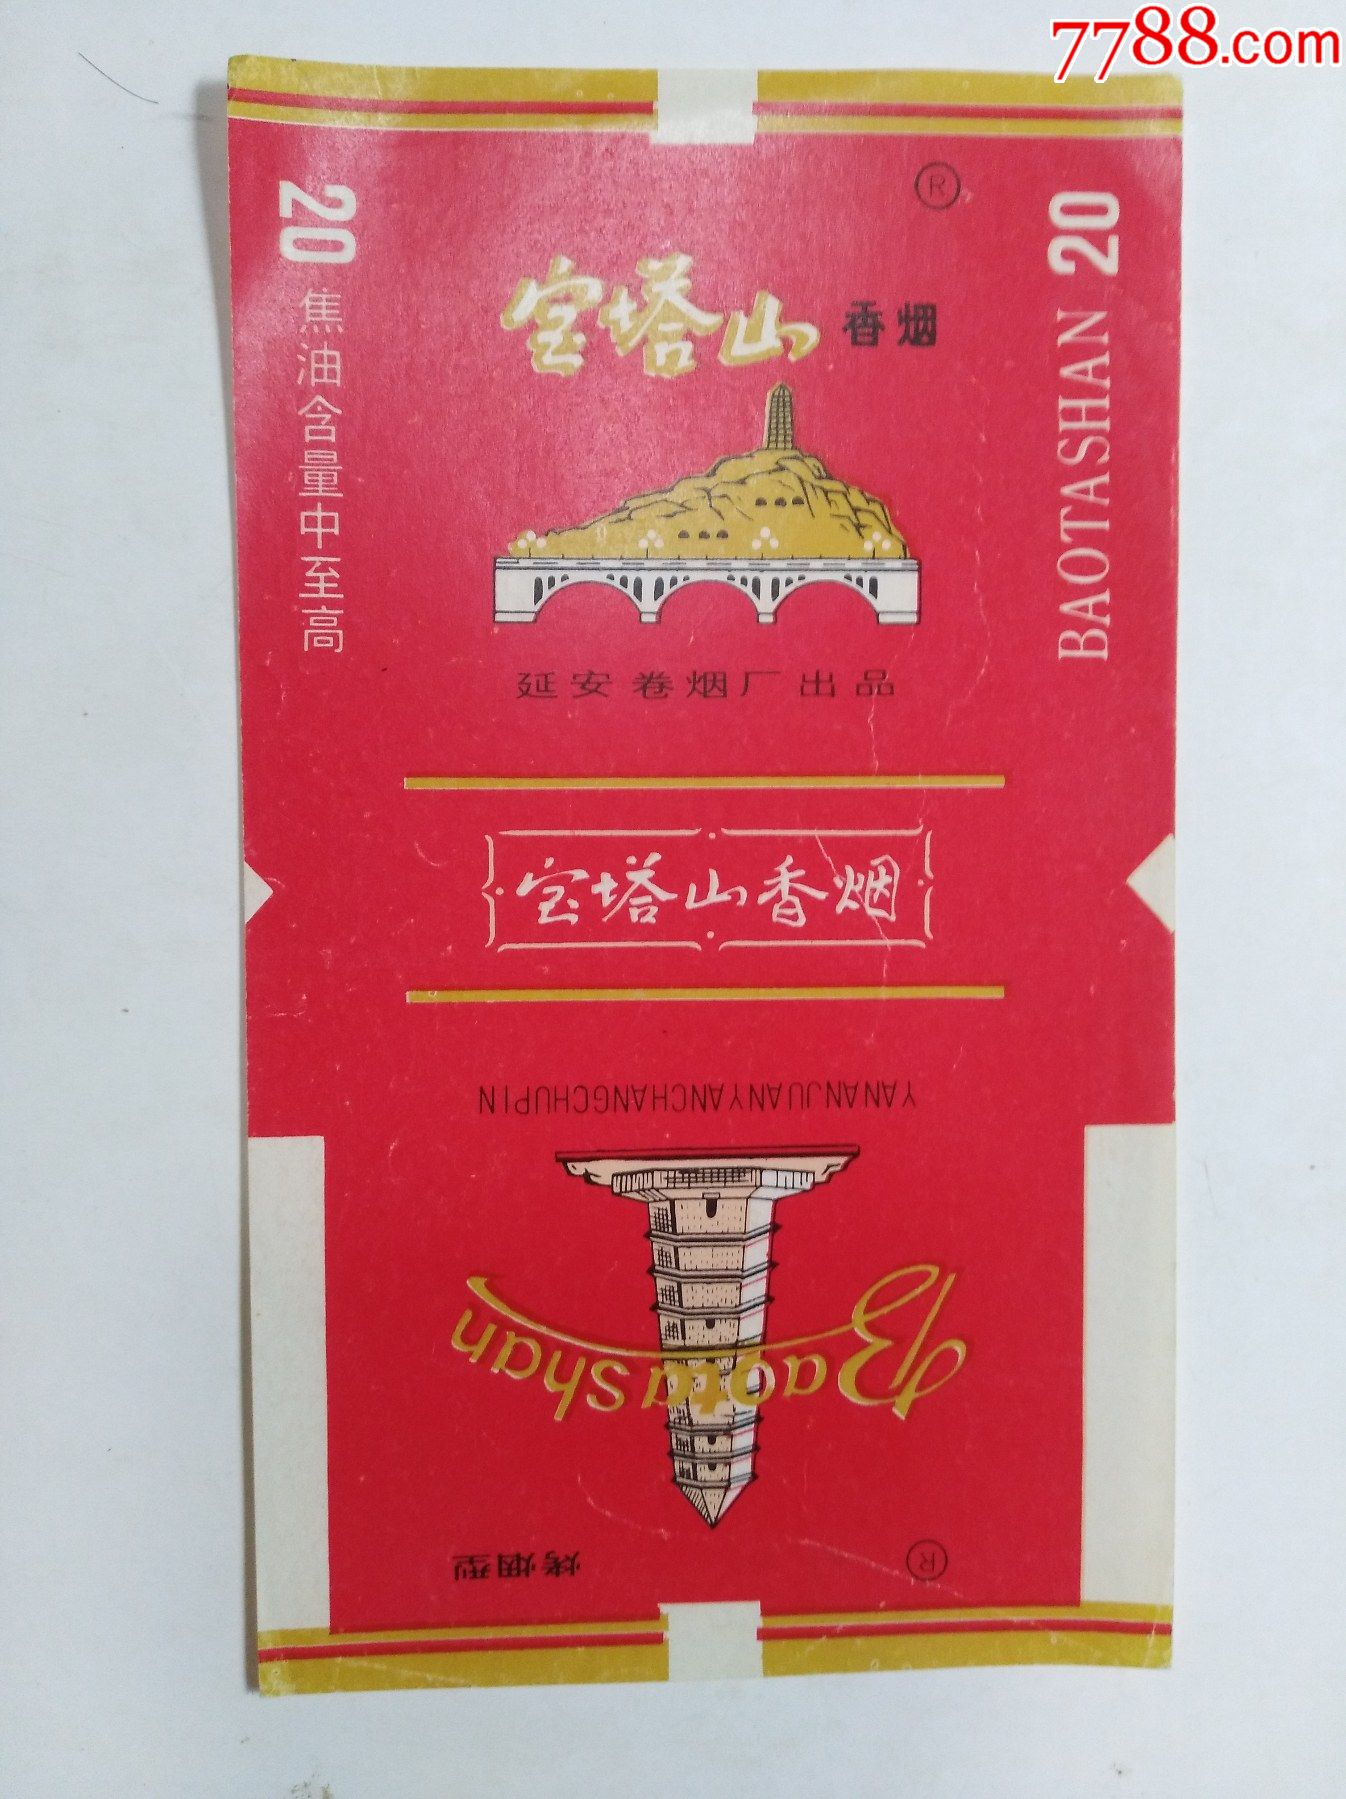 7788.com
20 焦油含量中至高
®
宝塔山 香烟
BAOTASHAN 20
延安卷烟厂出品
宝塔山香烟
YANANJUANYANCHANGCHUPIN
Baotashan
烤烟型
®